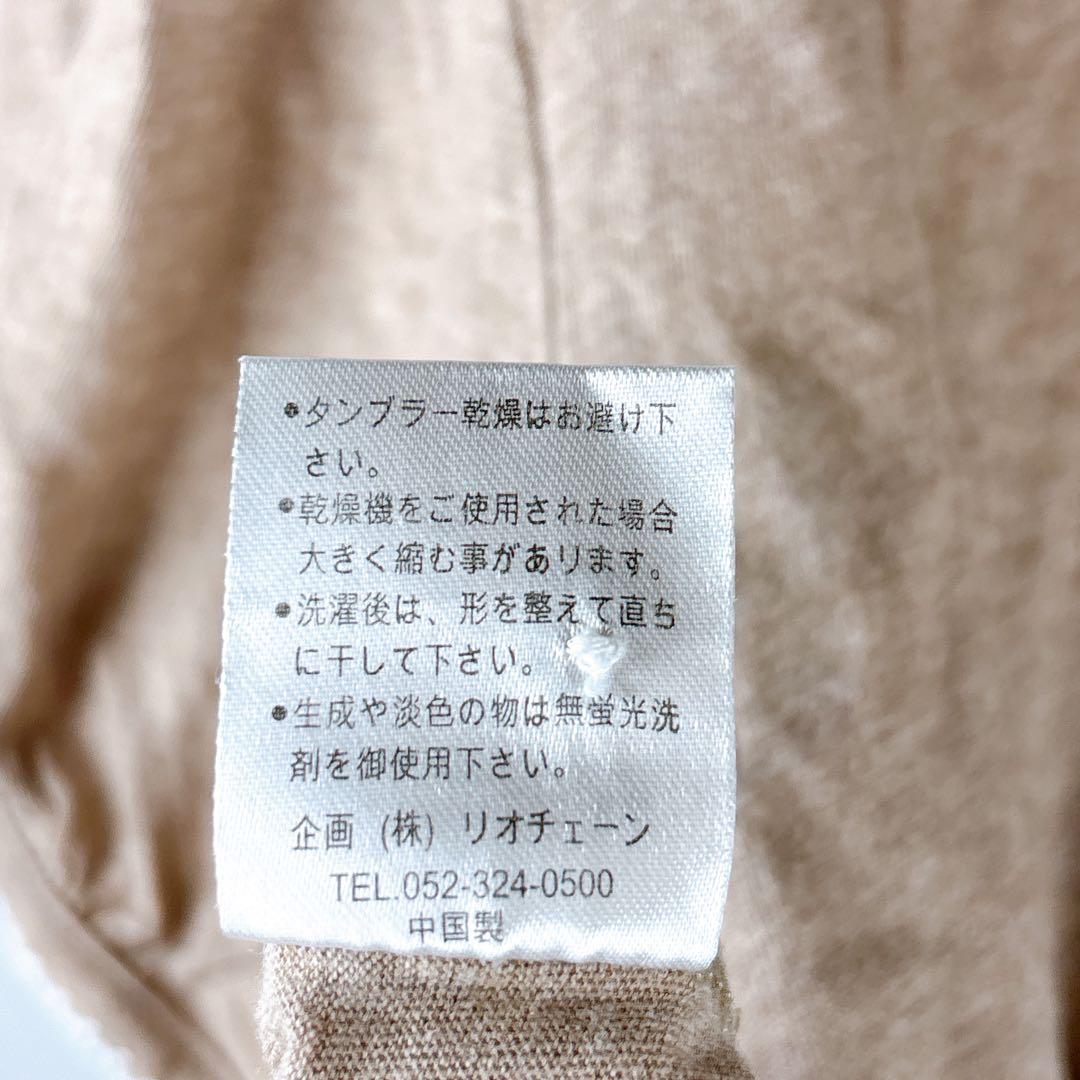 •タンブラー乾燥はお避け下
さい。
•乾燥機をご使用された場合
大きく縮む事があります。
•洗濯後は、形を整えて直ち
に干して下さい。
•生成や淡色の物は無蛍光洗
剤を御使用下さい。
企画 (株) リオチェーン
TEL.052-324-0500
中国製